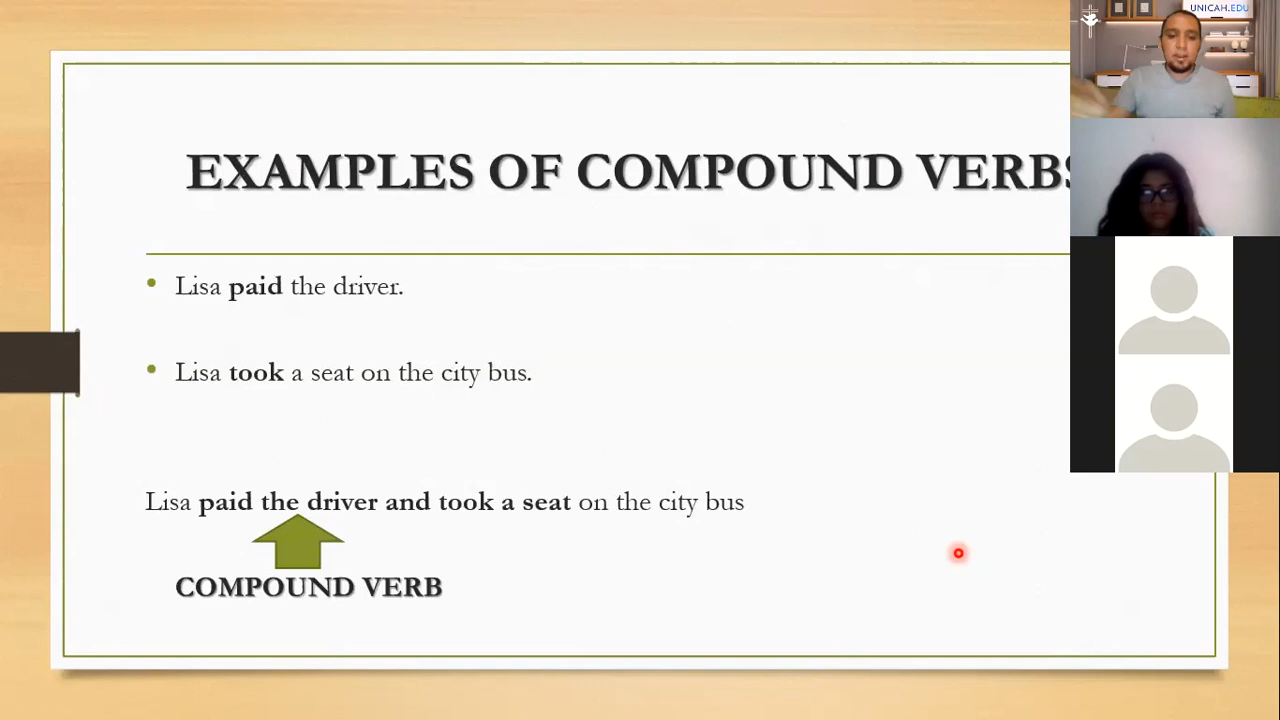 UNICAH.EDU
EXAMPLES OF COMPOUND VERBS
Lisa paid the driver.
Lisa took a seat on the city bus.
Lisa paid the driver and took a seat on the city bus
COMPOUND VERB